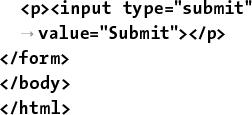 <p><input type="submit"
→ value="Submit"></p>
</form>
</body>
</html>